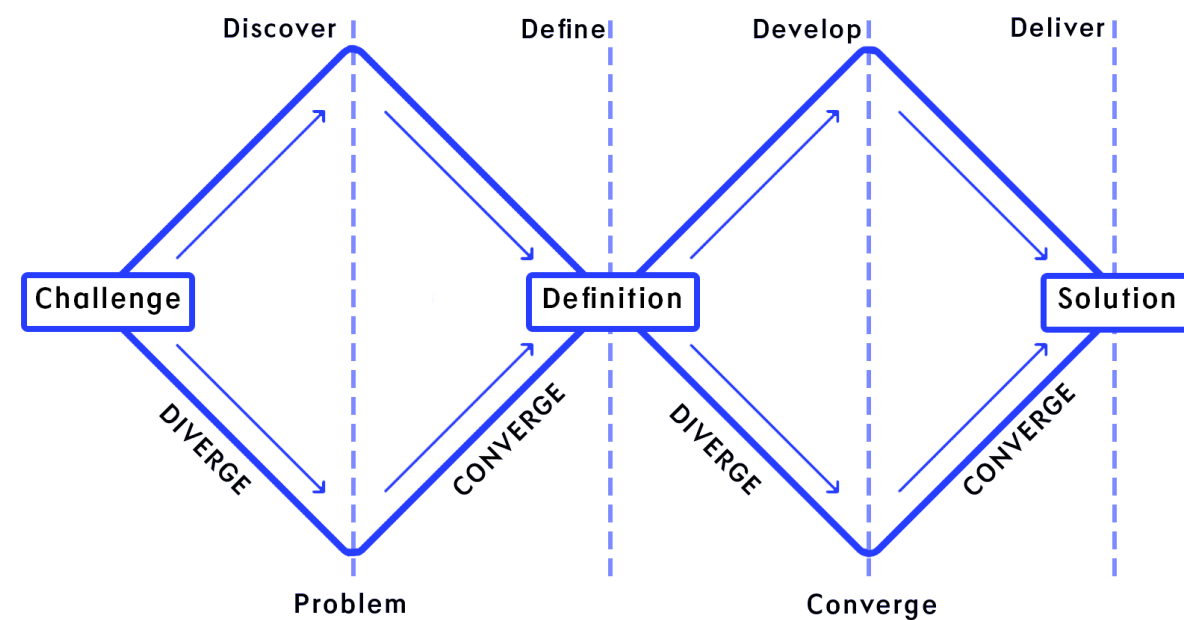 Discover
Define
Develop
Deliver
Challenge
Definition
Solution
DIVERGE
CONVERGE
DIVERGE
CONVERGE
Problem
Converge